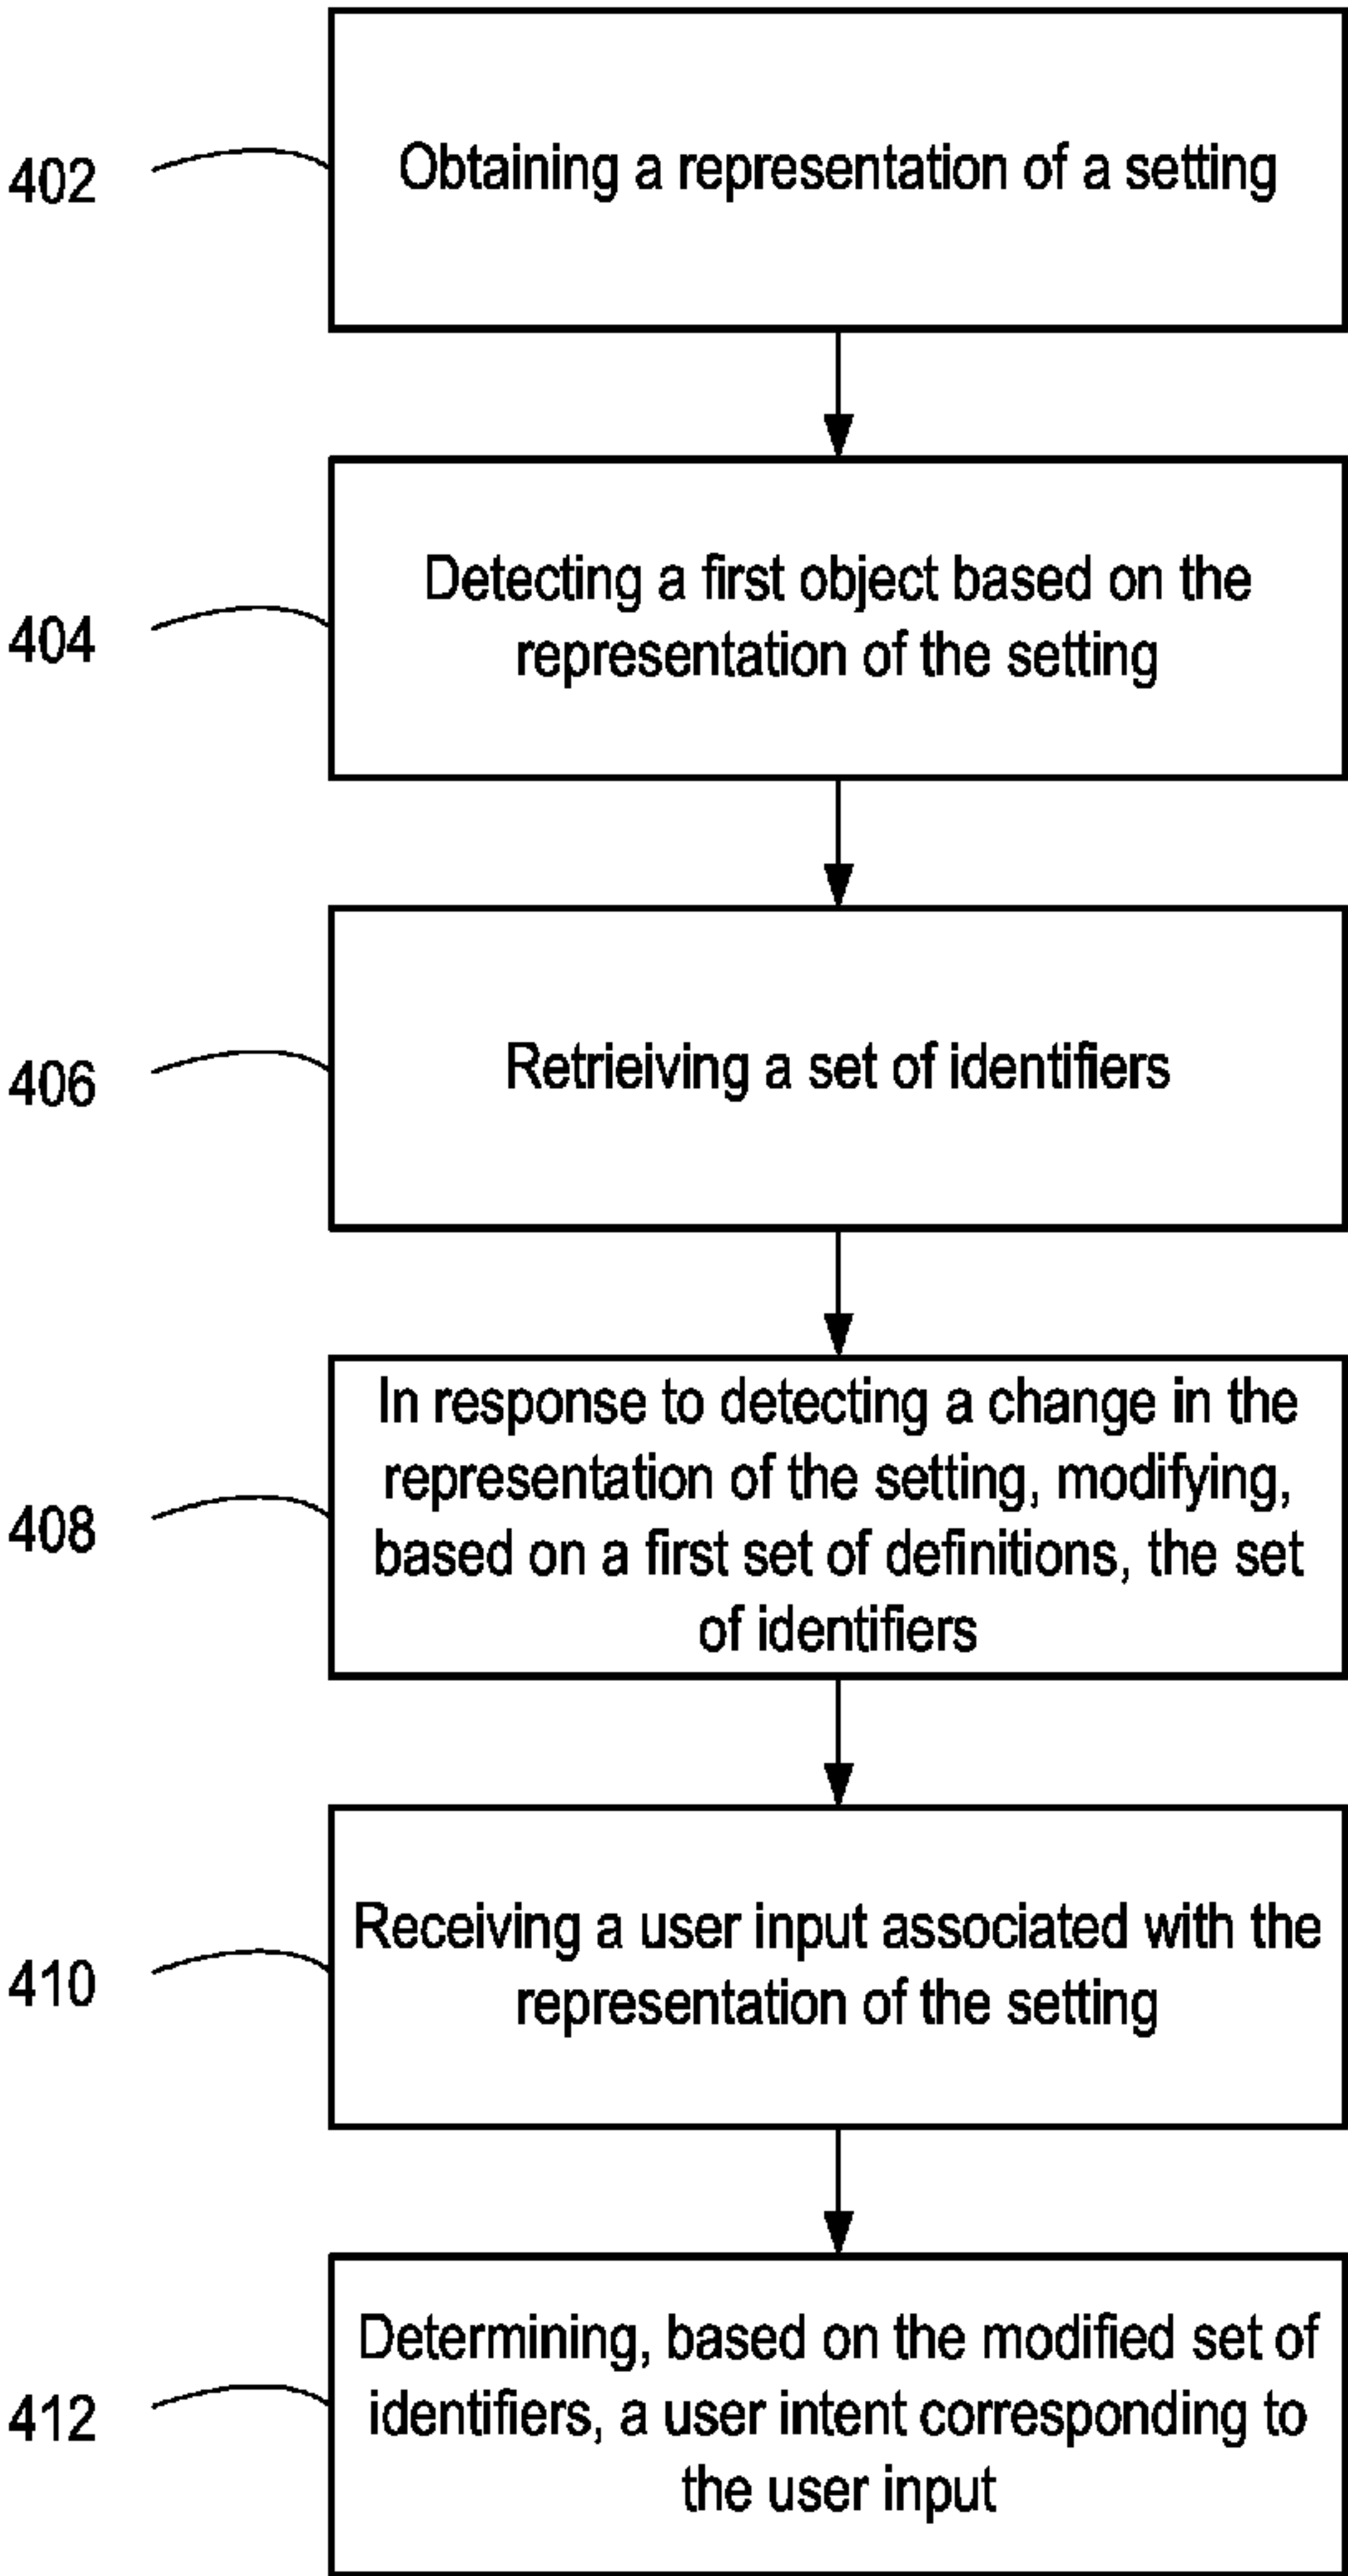 402
Obtaining a representation of a setting
404
Detecting a first object based on the
representation of the setting
406
Retrieiving a set of identifiers
408
In response to detecting a change in the
representation of the setting, modifying,
based on a first set of definitions, the set
of identifiers
410
Receiving a user input associated with the
representation of the setting
412
Determining, based on the modified set of
identifiers, a user intent corresponding to
the user input